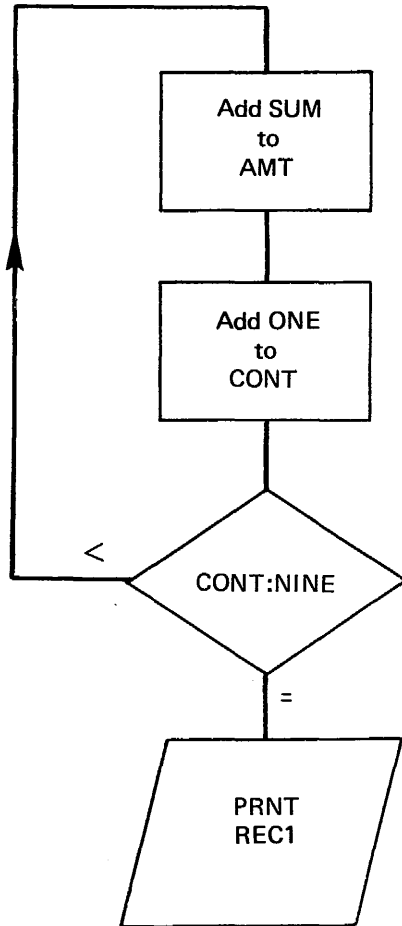 Add SUM
to
AMT
Add ONE
to
CONT
<
CONT:NINE
=
PRNT
REC1